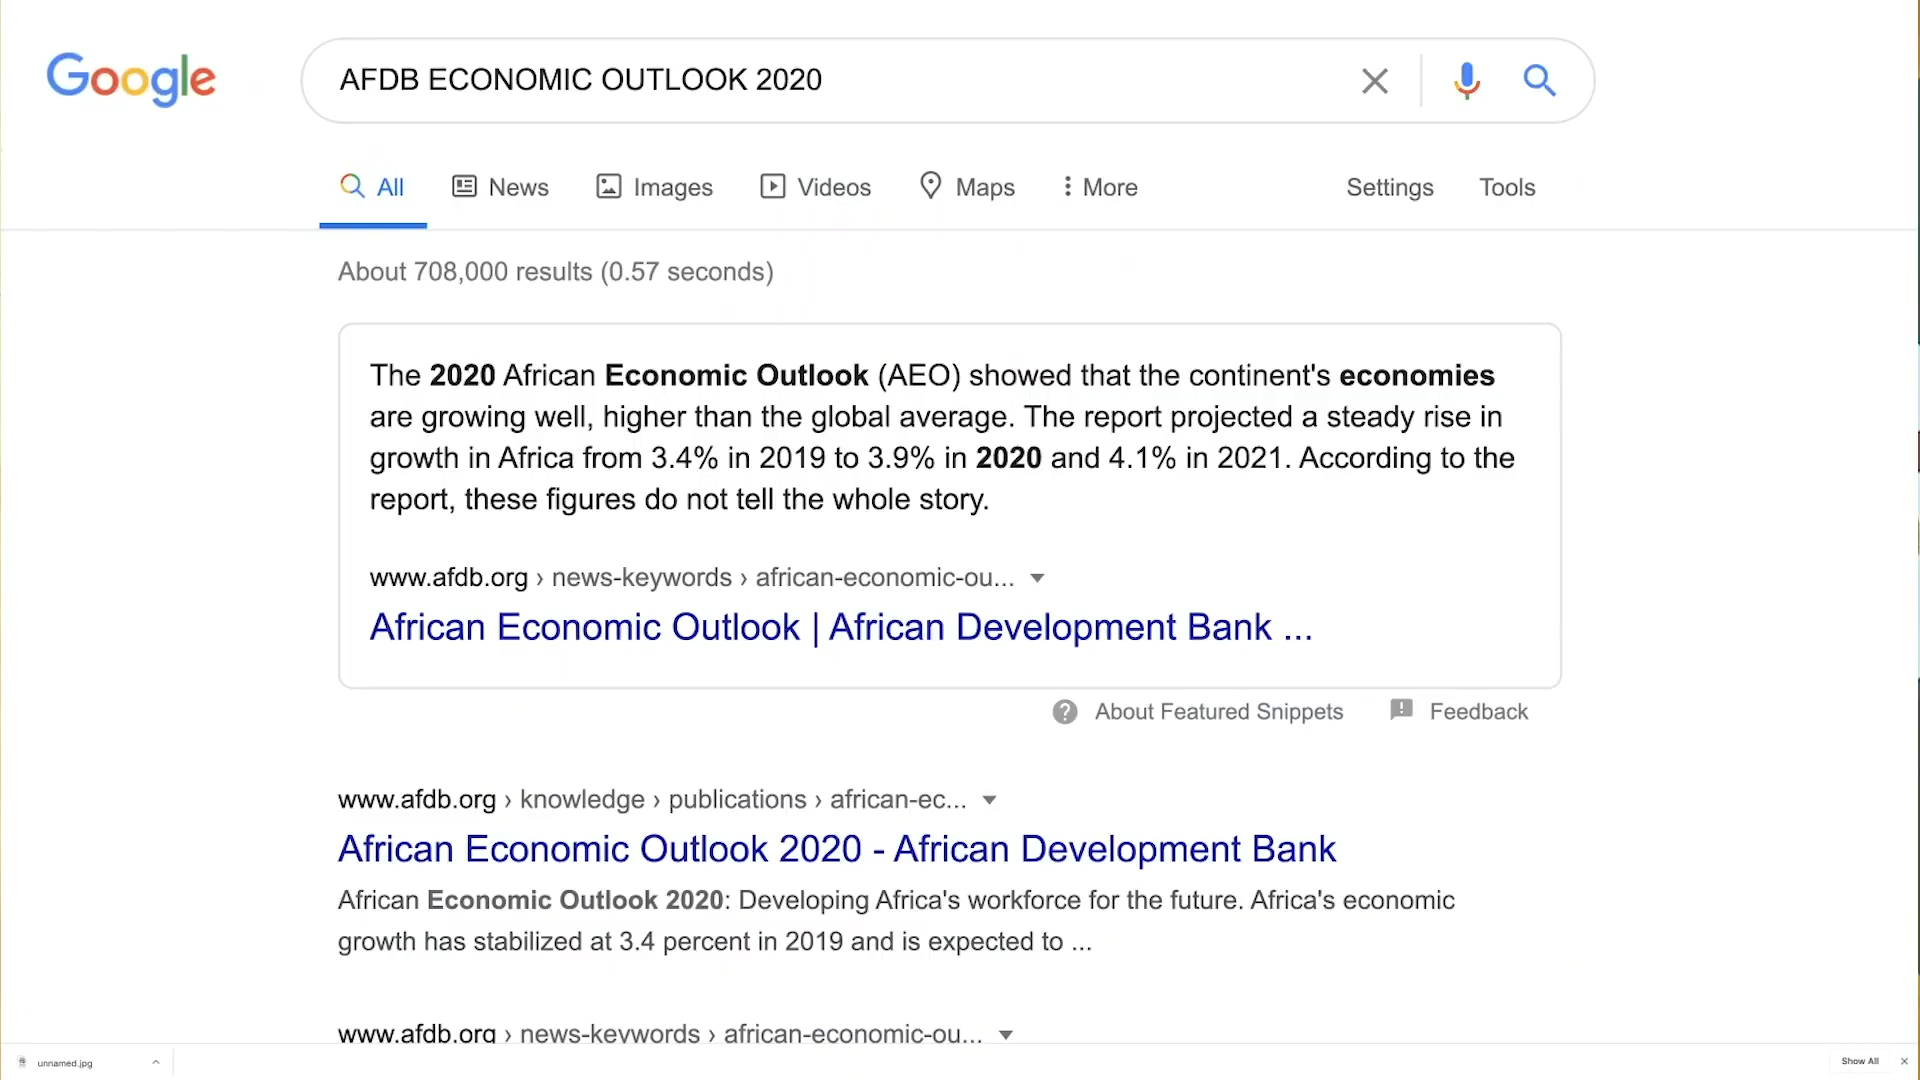 Google
AFDB ECONOMIC OUTLOOK 2020
All News Images Videos Maps More Settings Tools
About 708,000 results (0.57 seconds)
The 2020 African Economic Outlook (AEO) showed that the continent's economies
are growing well, higher than the global average. The report projected a steady rise in
growth in Africa from 3.4% in 2019 to 3.9% in 2020 and 4.1% in 2021. According to the
report, these figures do not tell the whole story.
www.afdb.org › news-keywords › african-economic-ou...
African Economic Outlook | African Development Bank ...
About Featured Snippets Feedback
www.afdb.org › knowledge › publications › african-ec...
African Economic Outlook 2020 - African Development Bank
African Economic Outlook 2020: Developing Africa's workforce for the future. Africa's economic
growth has stabilized at 3.4 percent in 2019 and is expected to ...
www.afdb.org › news-keywords › african-economic-ou...
unnamed.jpg Show All